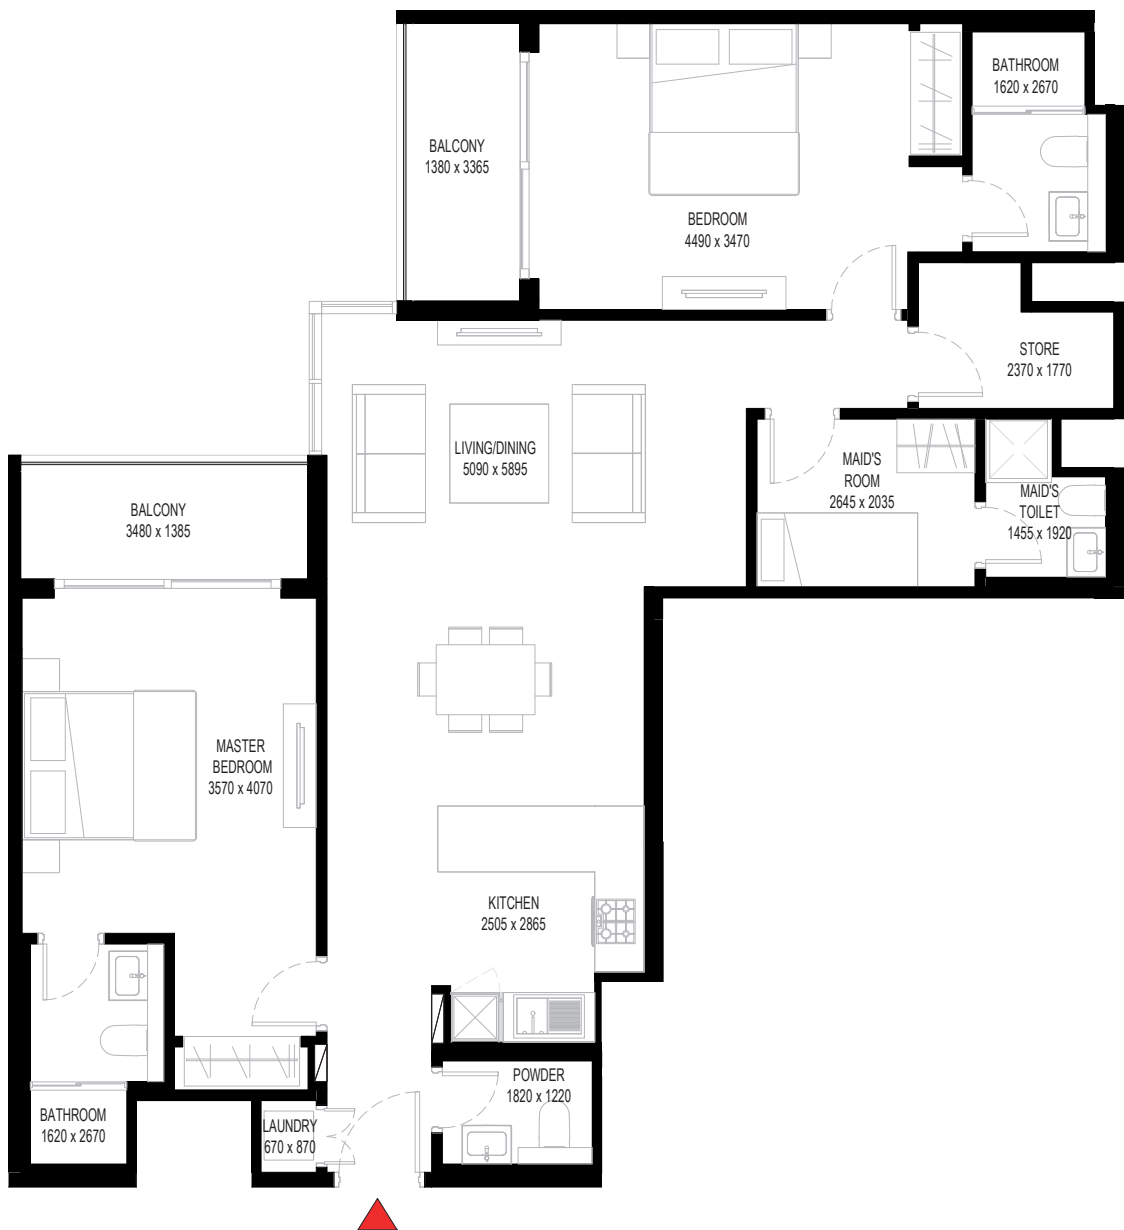 BATHROOM
1620 x 2670
BALCONY
1380 x 3365
BEDROOM
4490 x 3470
STORE
2370 x 1770
LIVING/DINING
5090 x 5895
MAID'S
ROOM
2645 x 2035
MAID'S
TOILET
1455 x 1920
BALCONY
3480 x 1385
MASTER
BEDROOM
3570 x 4070
KITCHEN
2505 x 2865
POWDER
1820 x 1220
BATHROOM
1620 x 2670
LAUNDRY
670 x 870